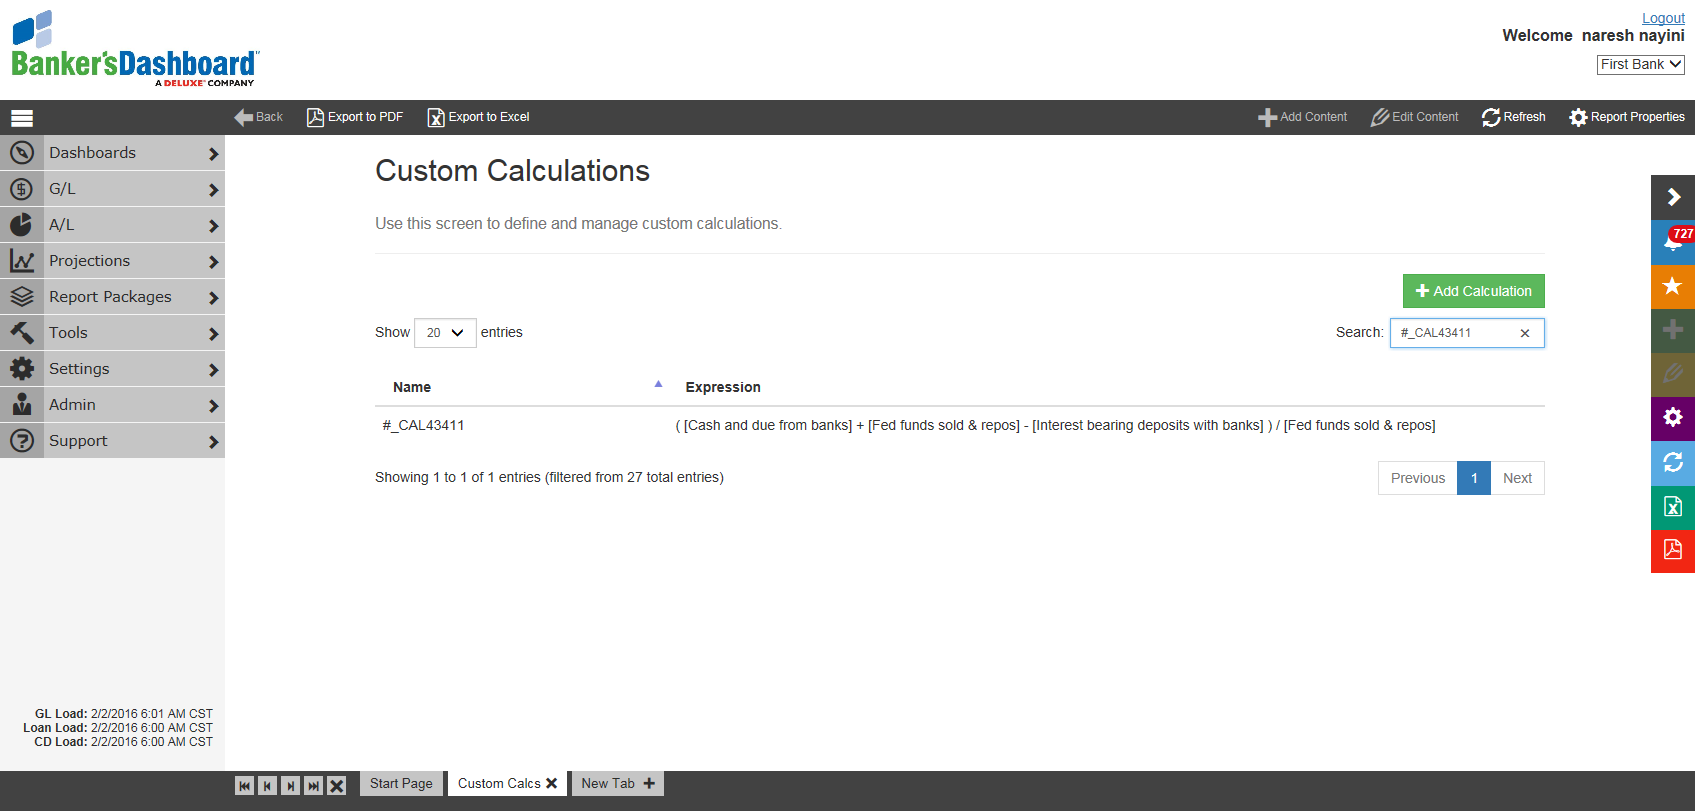 Logout
Welcome naresh nayini
First Bank
Banker'sDashboard
A DELUXE COMPANY
Back Export to PDF Export to Excel Add Content Edit Content Refresh Report Properties
Dashboards
G/L
A/L
Projections
Report Packages
Tools
Settings
Admin
Support
Custom Calculations
Use this screen to define and manage custom calculations.
Add Calculation
Show 20 entries Search: #_CAL43411
Name Expression
#_CAL43411 ( [Cash and due from banks] + [Fed funds sold & repos] - [Interest bearing deposits with banks] ) / [Fed funds sold & repos]
Showing 1 to 1 of 1 entries (filtered from 27 total entries) Previous 1 Next
727
GL Load: 2/2/2016 6:01 AM CST
Loan Load: 2/2/2016 6:00 AM CST
CD Load: 2/2/2016 6:00 AM CST
Start Page Custom Calcs New Tab